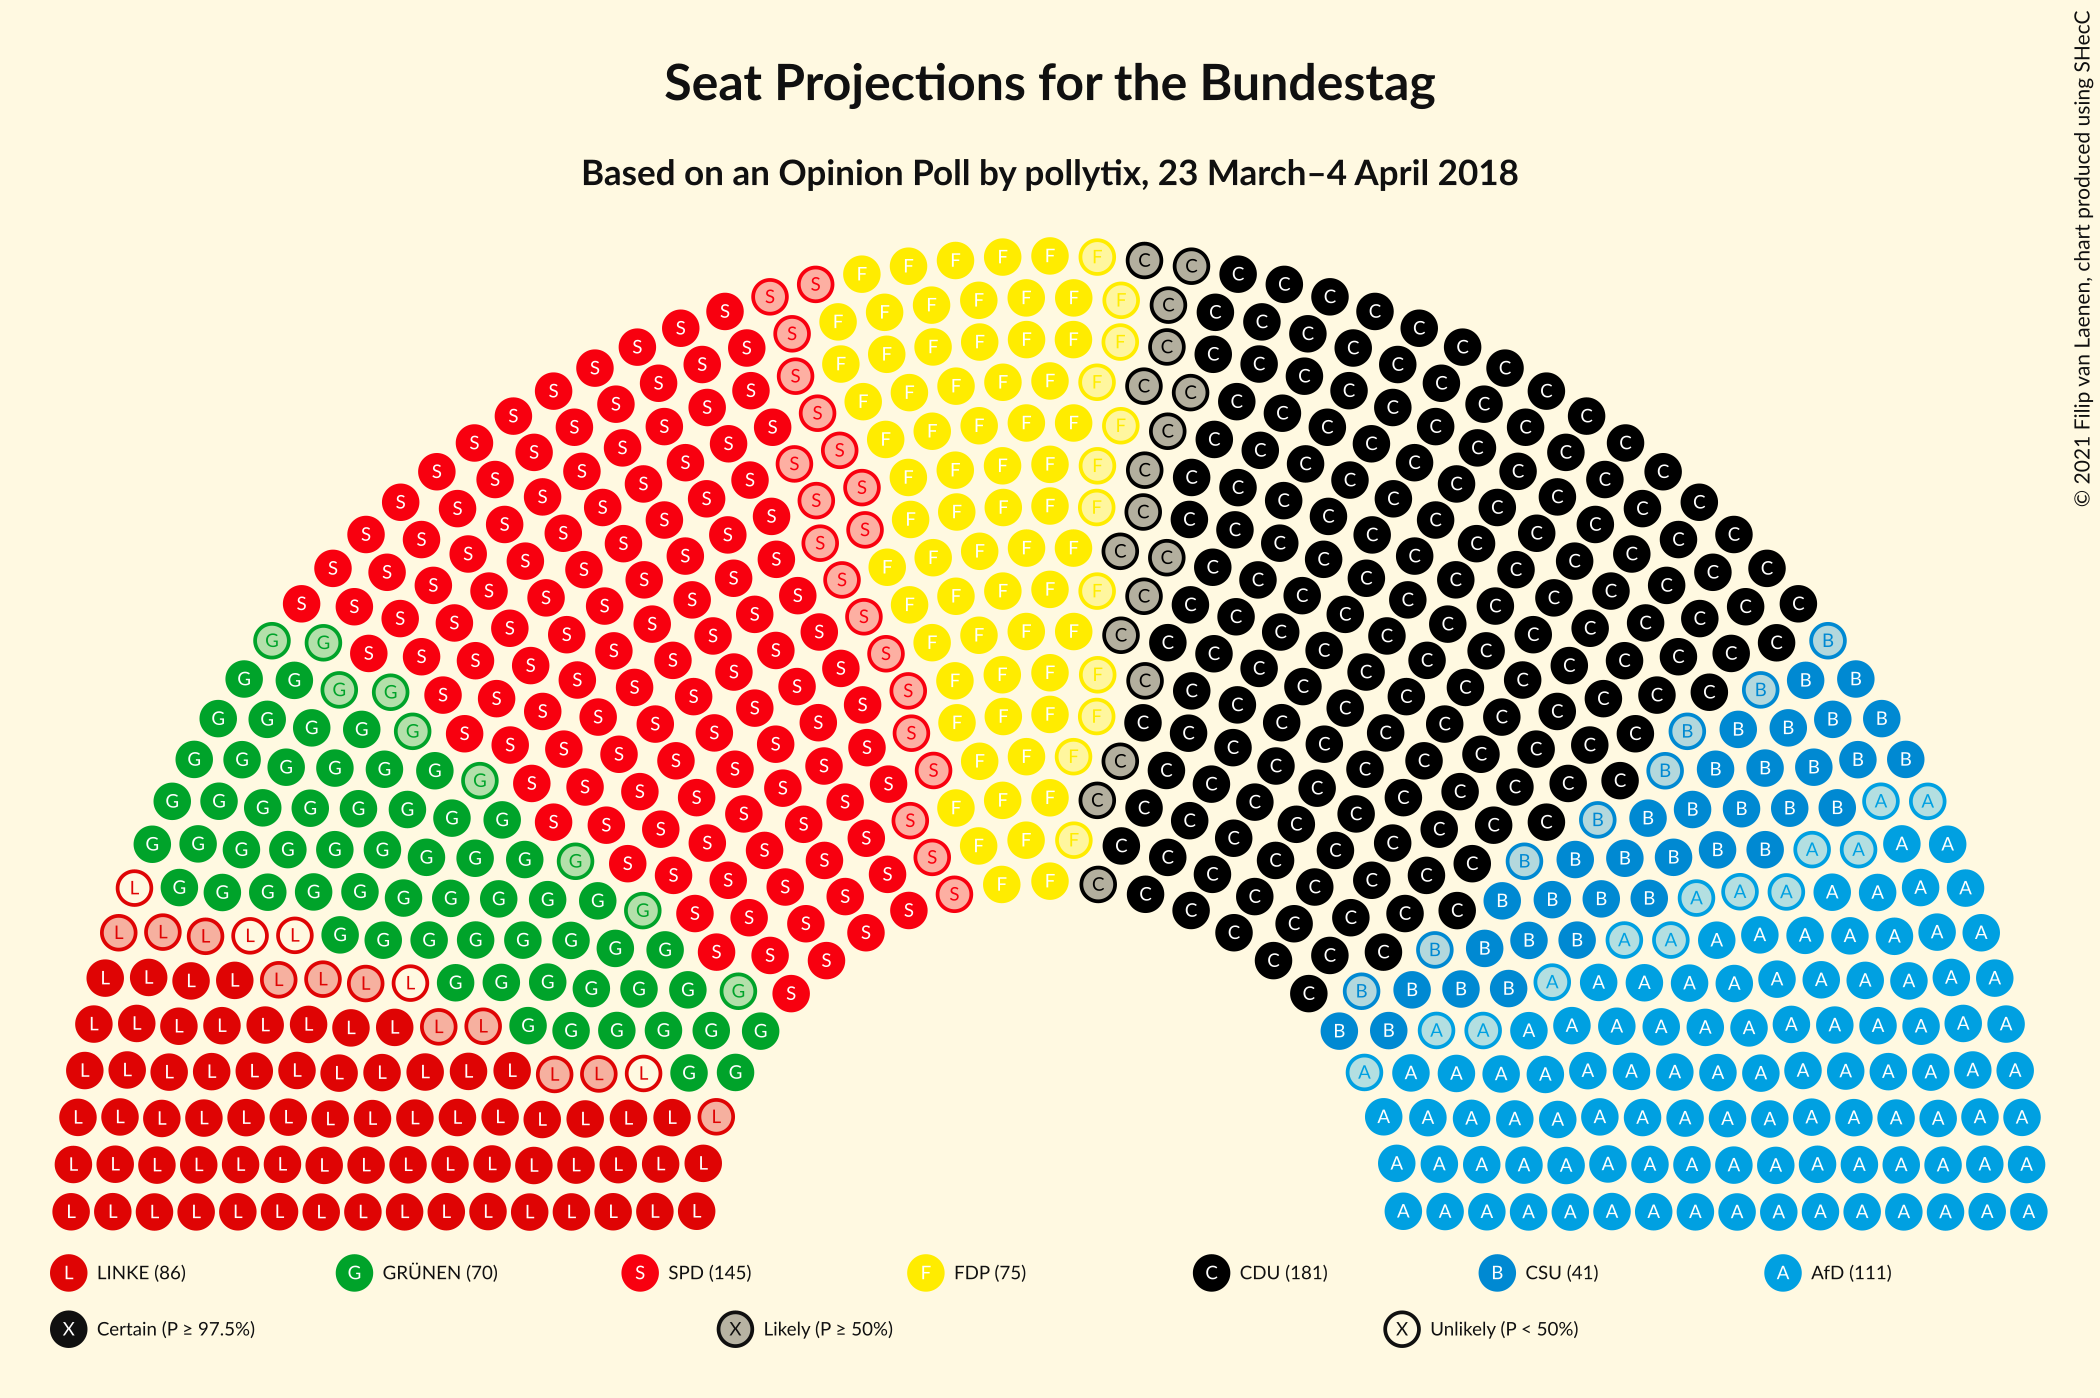 Seat Projections for the Bundestag
Based on an Opinion Poll by pollytix, 23 March–4 April 2018
© 2021 Filip van Laenen, chart produced using SHecC
L LINKE (86) G GRÜNEN (70) S SPD (145) F FDP (75) C CDU (181) B CSU (41) A AfD (111)
X Certain (P ≥ 97.5%) X Likely (P ≥ 50%) X Unlikely (P < 50%)